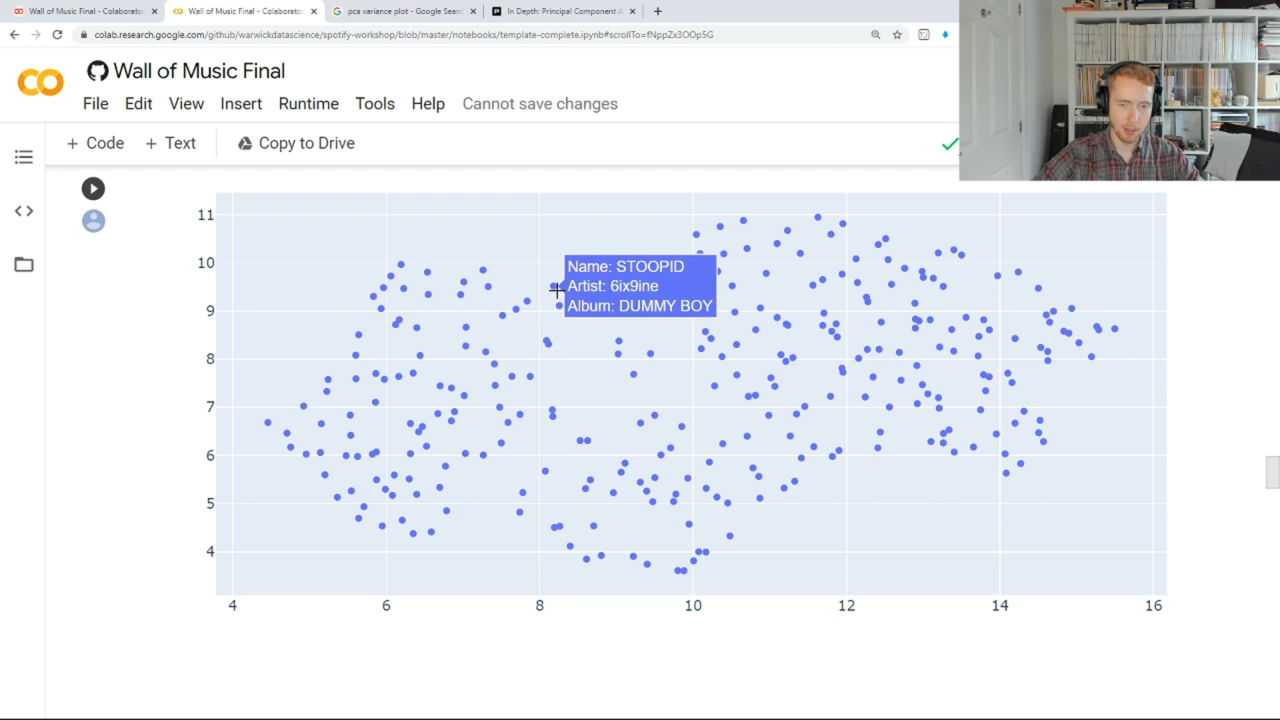 Wall of Music Final - Colaborator
Wall of Music Final - Colaborator
pca variance plot - Google Searc
In Depth: Principal Component A
colab.research.google.com/github/warwickdatascience/spotify-workshop/blob/master/notebooks/template-complete.ipynb#scrollTo=fNppZx3OOp5G
Wall of Music Final
File Edit View Insert Runtime Tools Help Cannot save changes
+ Code + Text Copy to Drive
11
10
9
8
7
6
5
4
Name: STOOPID
Artist: 6ix9ine
Album: DUMMY BOY
4 6 8 10 12 14 16